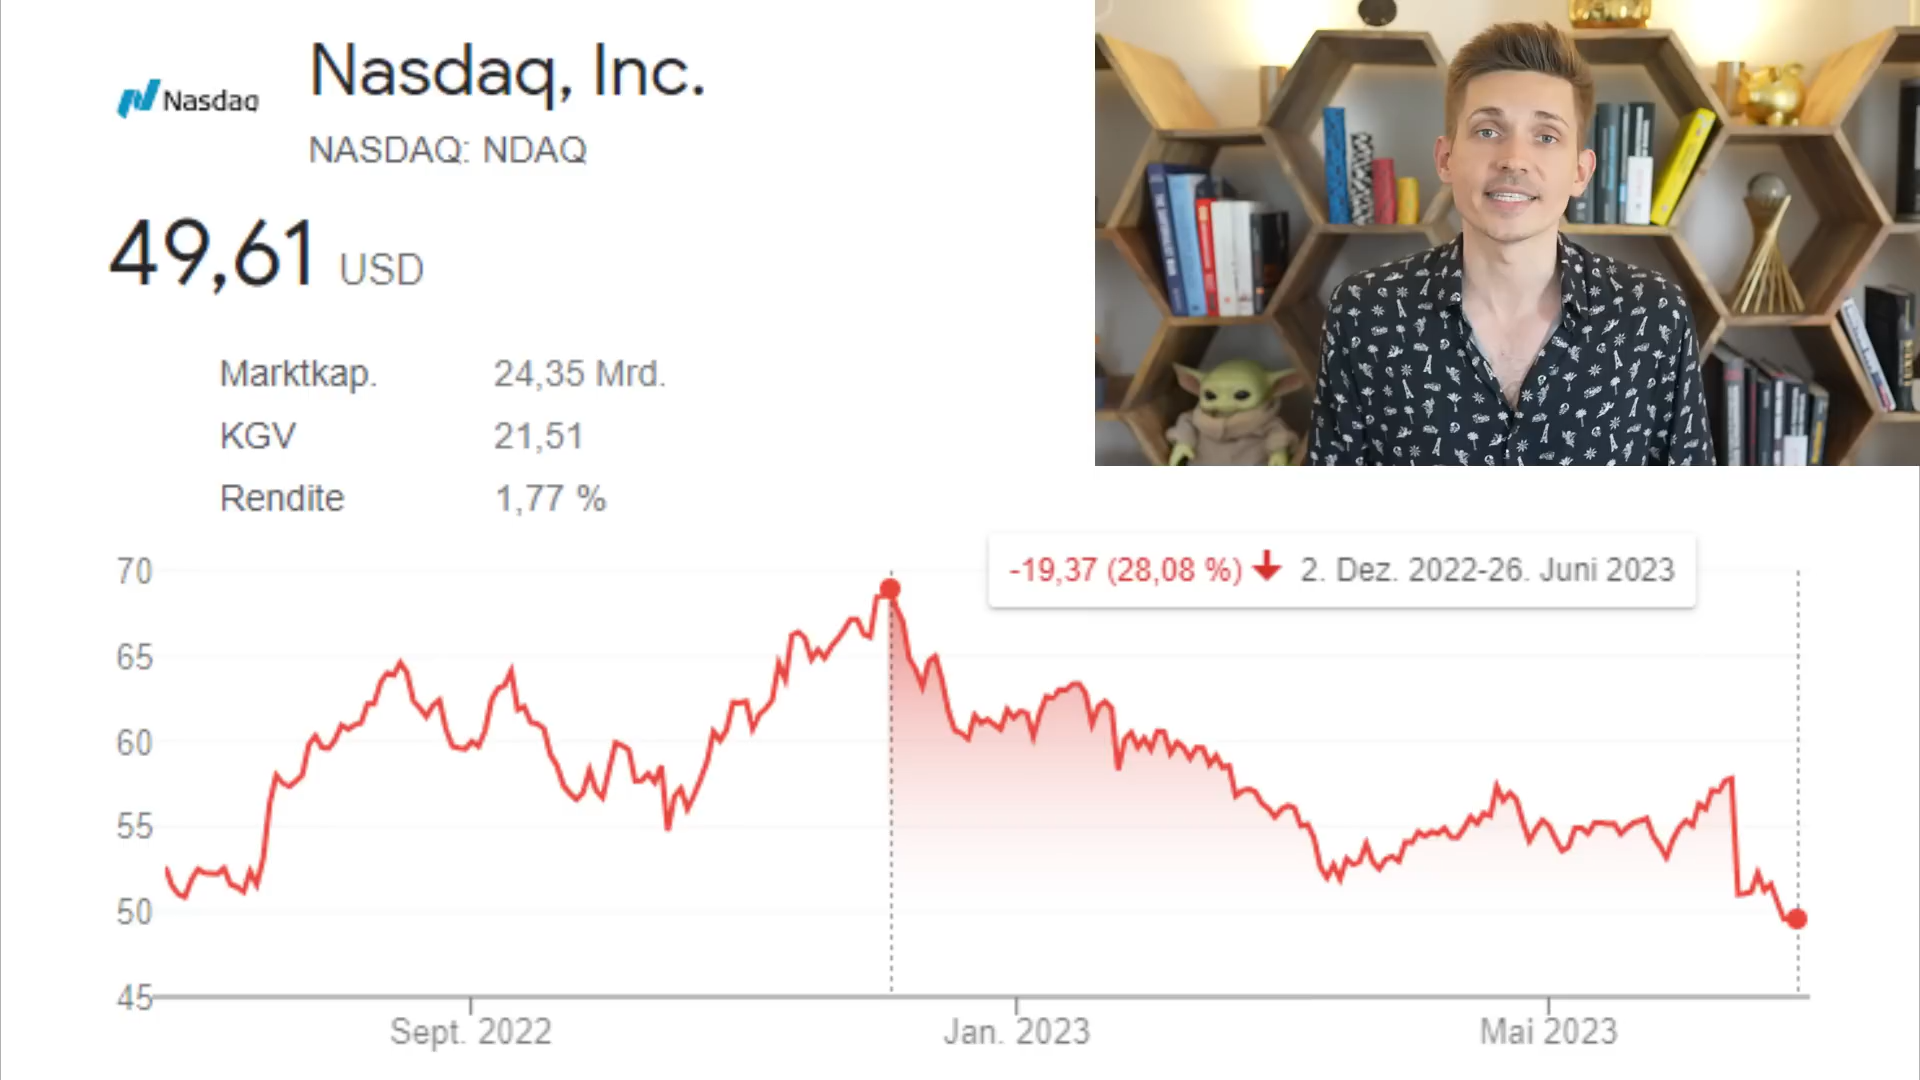 Nasdaq, Inc.
Nasdaq
NASDAQ: NDAQ
49,61 USD
Marktkap. 24,35 Mrd.
KGV 21,51
Rendite 1,77 %
-19,37 (28,08 %) 2. Dez. 2022-26. Juni 2023
70
65
60
55
50
45
Sept. 2022 Jan. 2023 Mai 2023